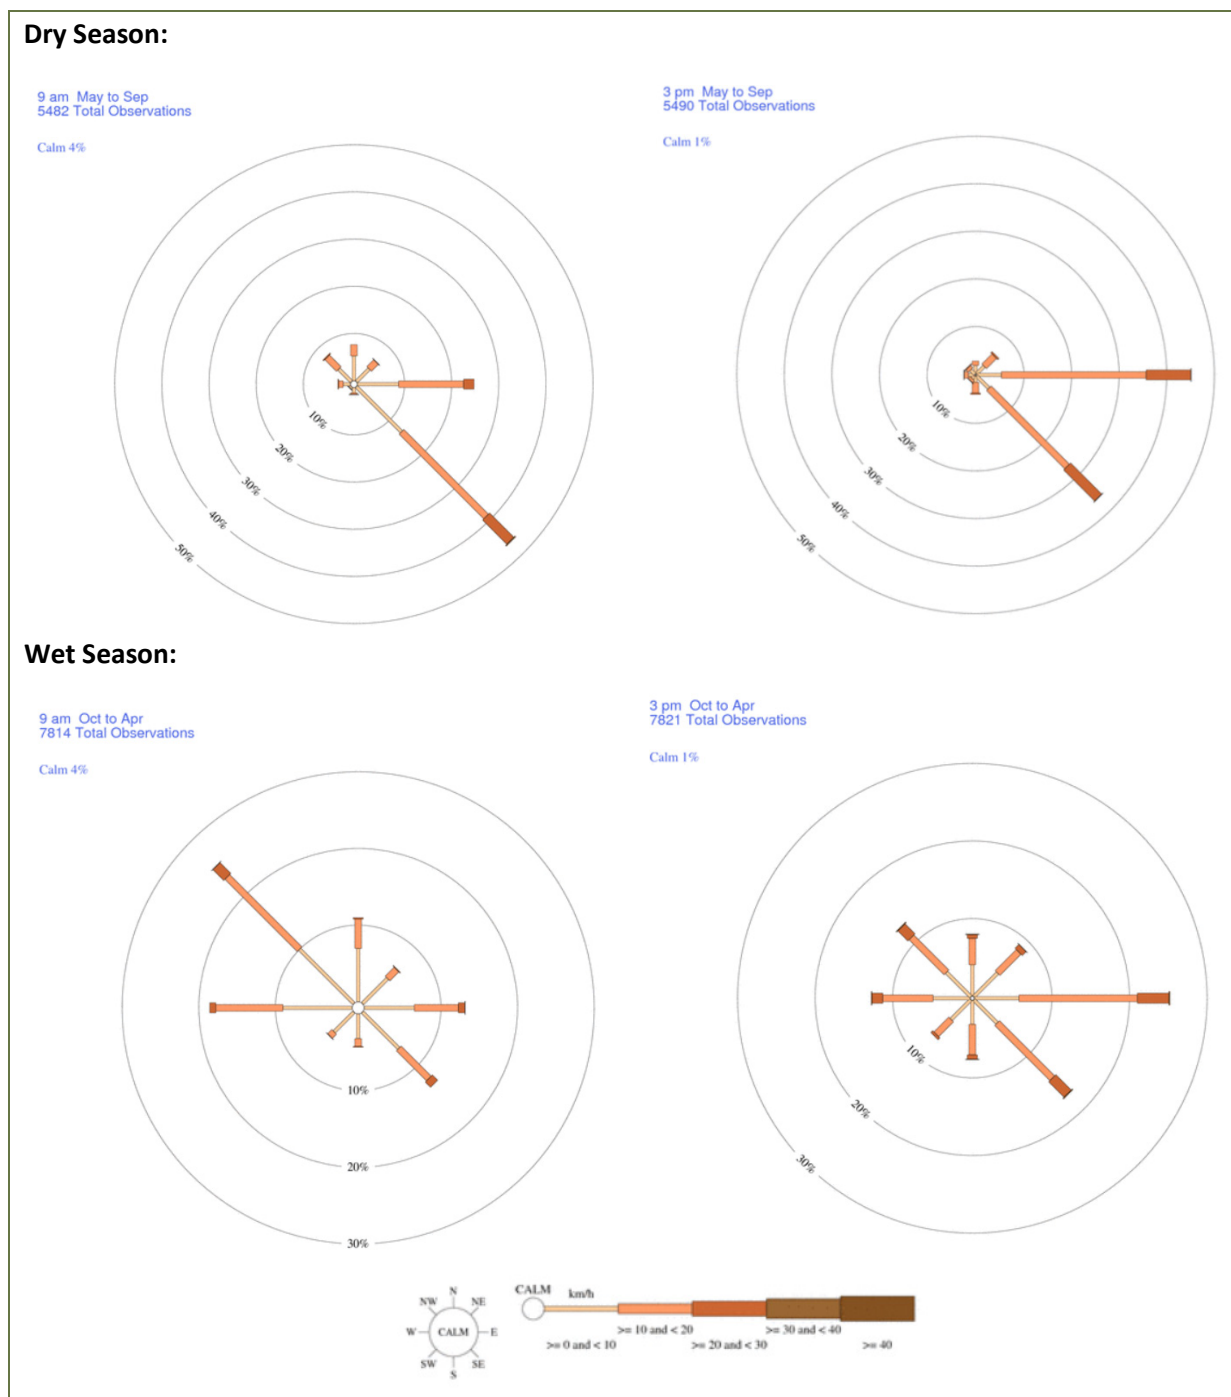 Dry Season:
9 am May to Sep
5482 Total Observations
Calm 4%
10%
20%
30%
40%
50%
3 pm May to Sep
5490 Total Observations
Calm 1%
10%
20%
30%
40%
50%
Wet Season:
9 am Oct to Apr
7814 Total Observations
Calm 4%
10%
20%
30%
3 pm Oct to Apr
7821 Total Observations
Calm 1%
10%
20%
30%
N
NW NE
W CALM E
SW SE
S
CALM km/h
>= 10 and < 20 >= 30 and < 40
>= 0 and < 10 >= 20 and < 30 >= 40